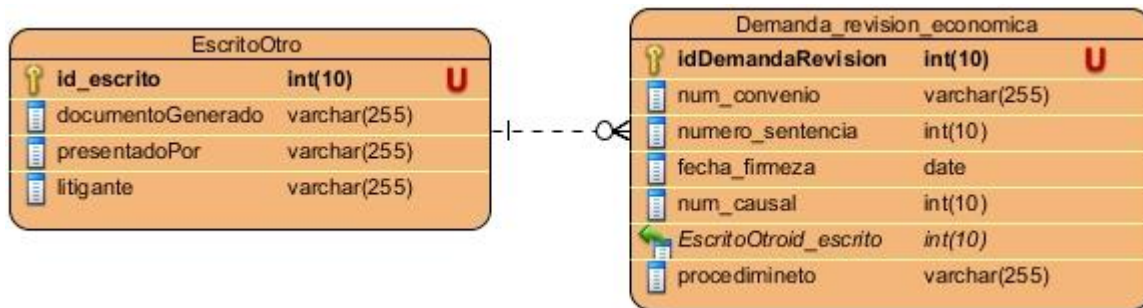 EscritoOtro
id_escrito int(10) U
documentoGenerado varchar(255)
presentadoPor varchar(255)
litigante varchar(255)
Demanda_revision_economica
idDemandaRevision int(10) U
num_convenio varchar(255)
numero_sentencia int(10)
fecha_firmeza date
num_causal int(10)
EscritoOtroid_escrito int(10)
procedimineto varchar(255)